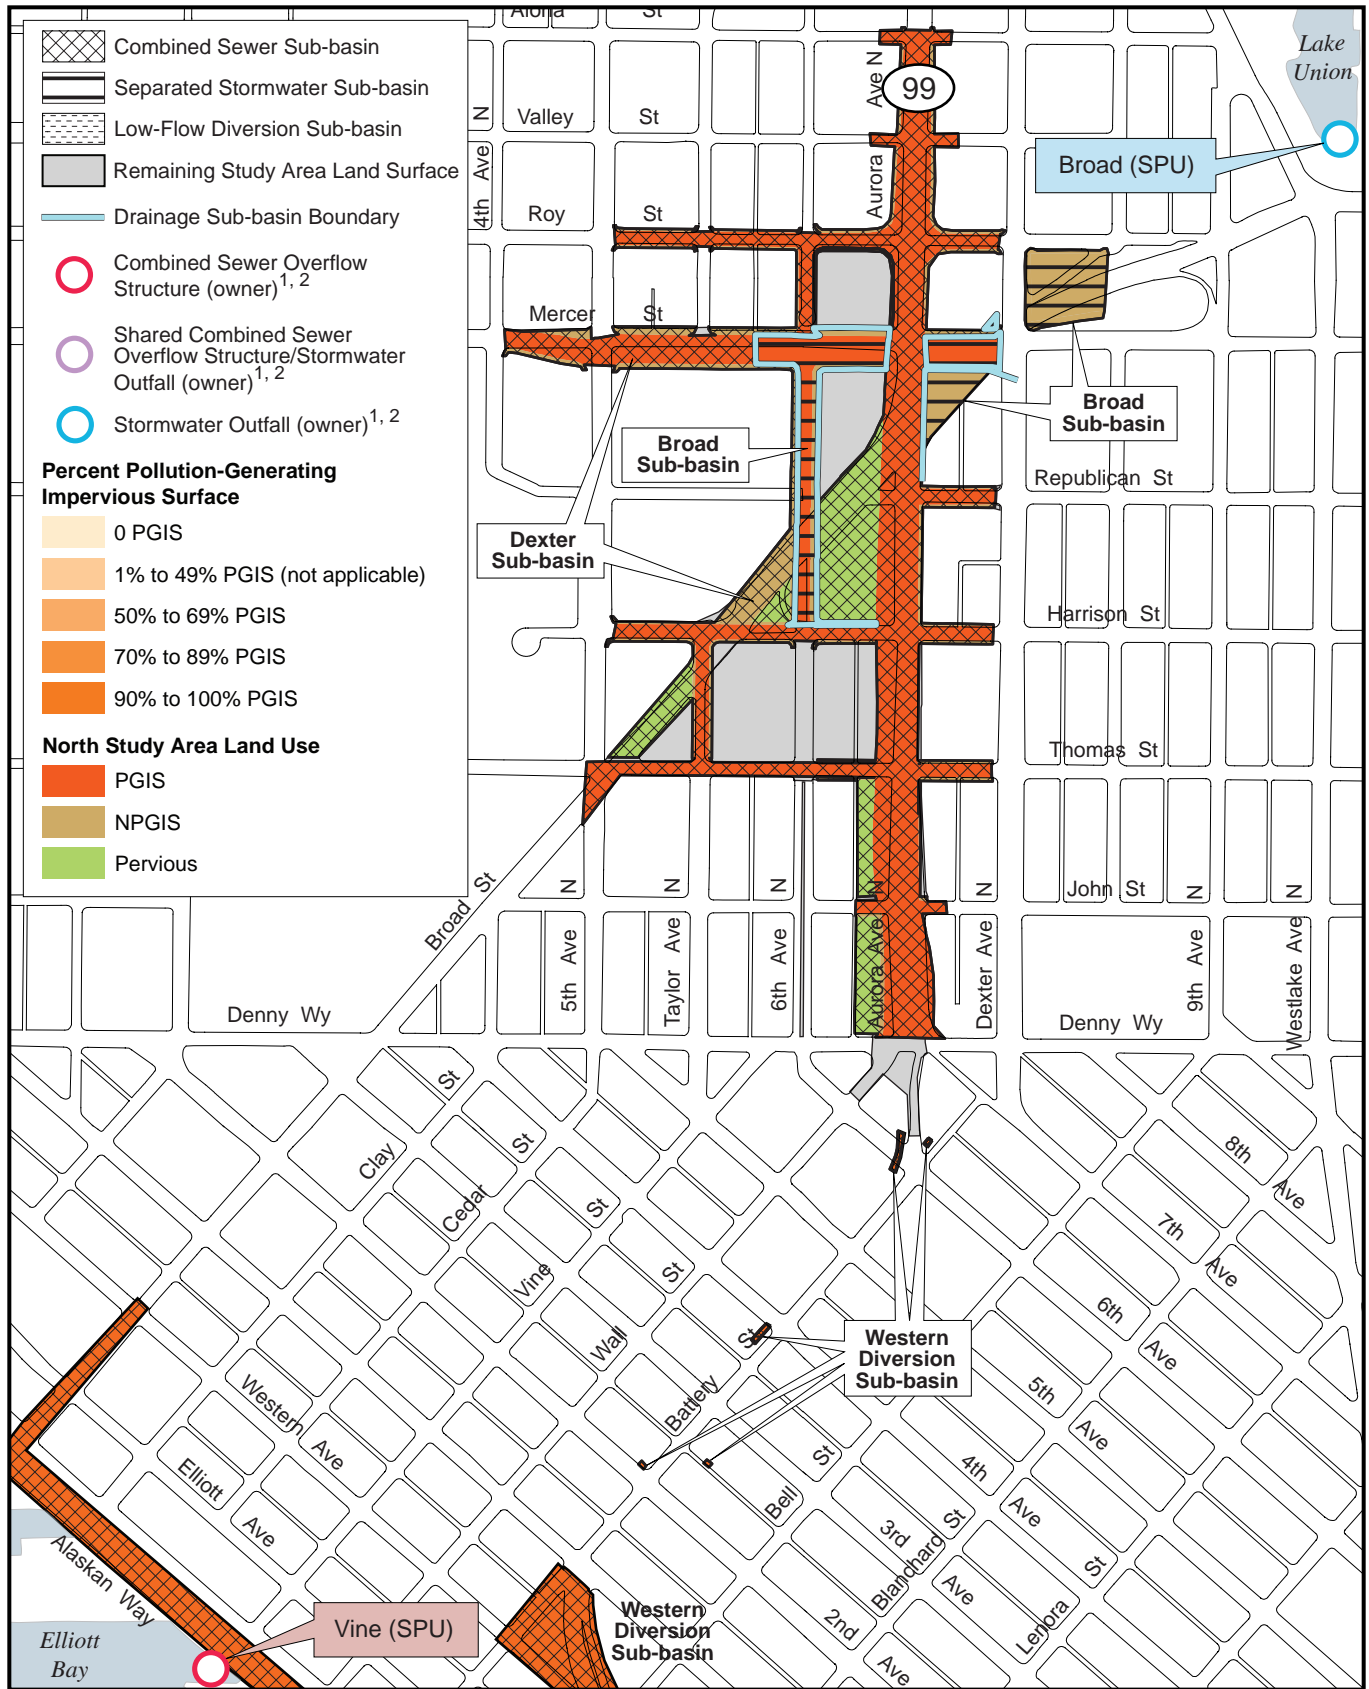 Aloha St
Combined Sewer Sub-basin
Separated Stormwater Sub-basin
Low-Flow Diversion Sub-basin
Remaining Study Area Land Surface
Drainage Sub-basin Boundary
Combined Sewer Overflow
Structure (owner)1, 2
Shared Combined Sewer
Overflow Structure/Stormwater
Outfall (owner)1, 2
Stormwater Outfall (owner)1, 2
Percent Pollution-Generating
Impervious Surface
0 PGIS
1% to 49% PGIS (not applicable)
50% to 69% PGIS
70% to 89% PGIS
90% to 100% PGIS
North Study Area Land Use
PGIS
NPGIS
Pervious
Lake
Union
99
Aurora Ave N
4th Ave N
Valley St
Broad (SPU)
Roy St
Mercer St
Broad
Sub-basin
Broad
Sub-basin
Republican St
Dexter
Sub-basin
Harrison St
Thomas St
John St
Broad St
5th Ave N
Taylor Ave N
6th Ave N
Aurora Ave N
Dexter Ave N
9th Ave N
Westlake Ave N
Denny Wy
Denny Wy
Clay St
Cedar St
Vine St
Wall St
Battery St
Bell St
Blanchard St
Lenora St
8th Ave
7th Ave
6th Ave
5th Ave
4th Ave
3rd Ave
2nd Ave
Western Ave
Elliott Ave
Alaskan Way
Western
Diversion
Sub-basin
Western
Diversion
Sub-basin
Vine (SPU)
Elliott
Bay